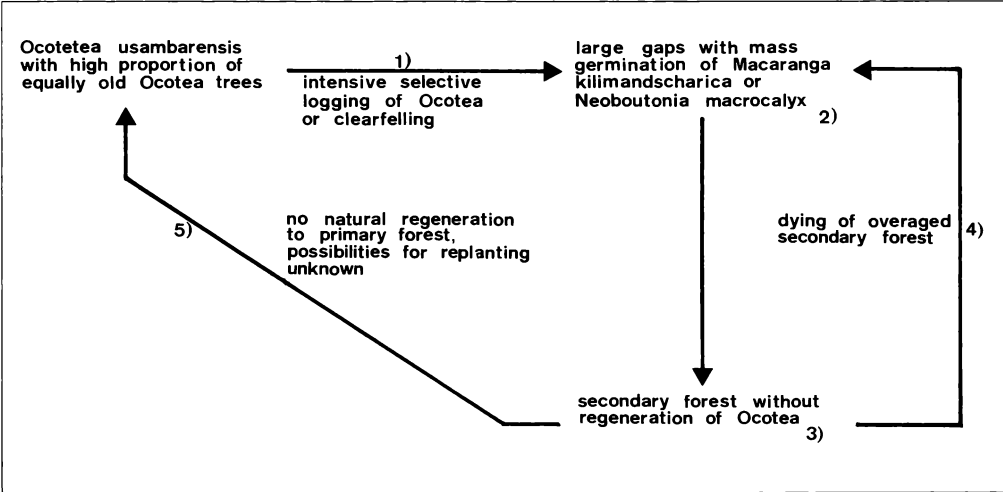 Ocotetea usambarensis
with high proportion of
equally old Ocotea trees
1)
intensive selective
logging of Ocotea
or clearfelling
large gaps with mass
germination of Macaranga
kilimandscharica or
Neoboutonia macrocalyx
2)
5)
no natural regeneration
to primary forest,
possibilities for replanting
unknown
dying of overaged
secondary forest
4)
secondary forest without
regeneration of Ocotea
3)